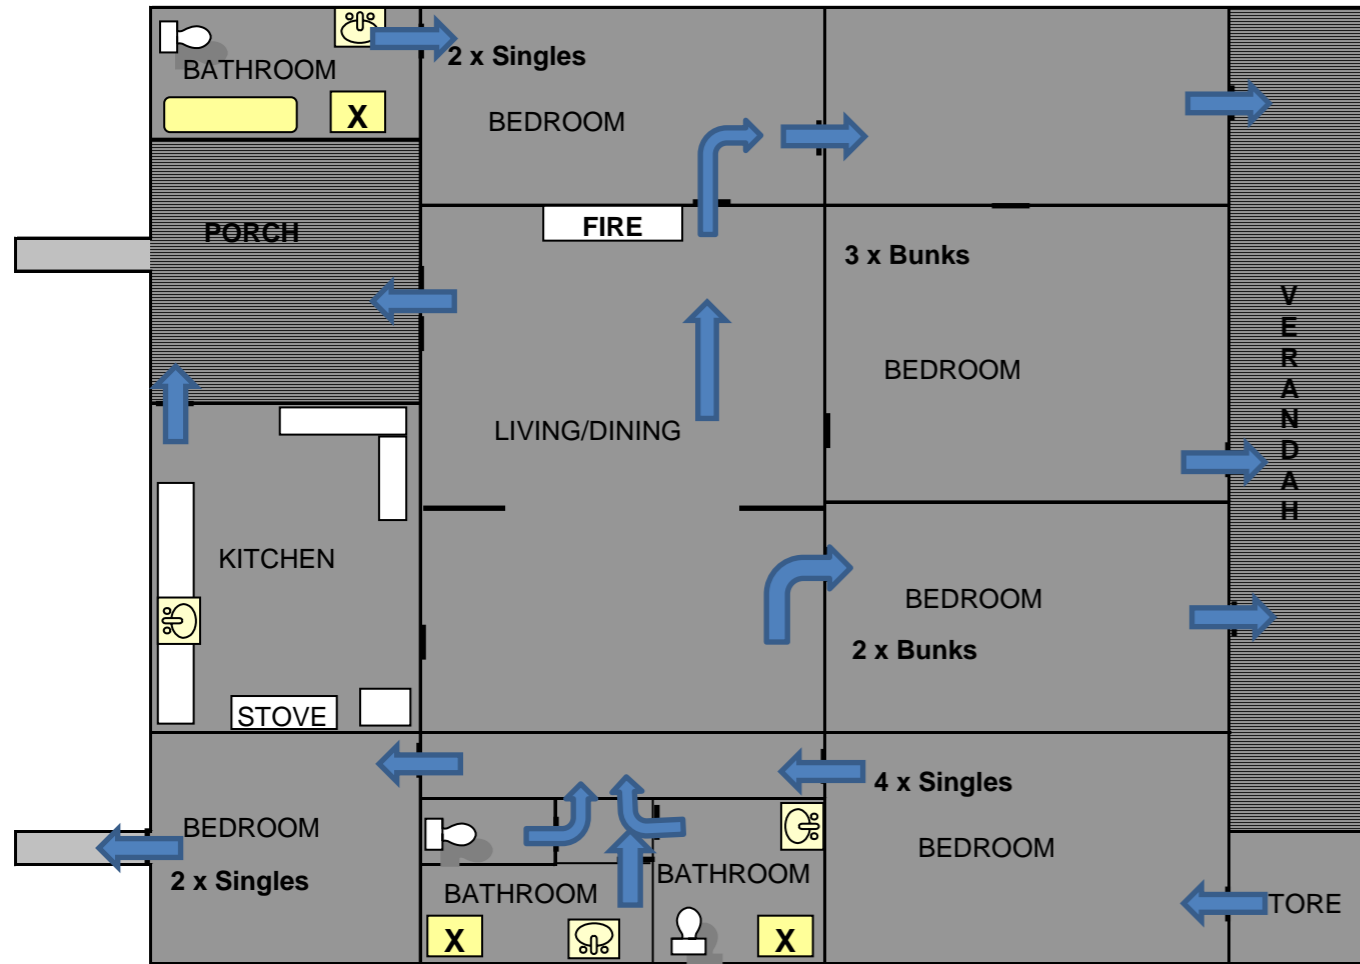 BATHROOM
X
2 x Singles
BEDROOM
PORCH
FIRE
3 x Bunks
BEDROOM
VERANDAH
LIVING/DINING
KITCHEN
STOVE
BEDROOM
2 x Bunks
BEDROOM
2 x Singles
BATHROOM
X
BATHROOM
X
4 x Singles
BEDROOM
TORE